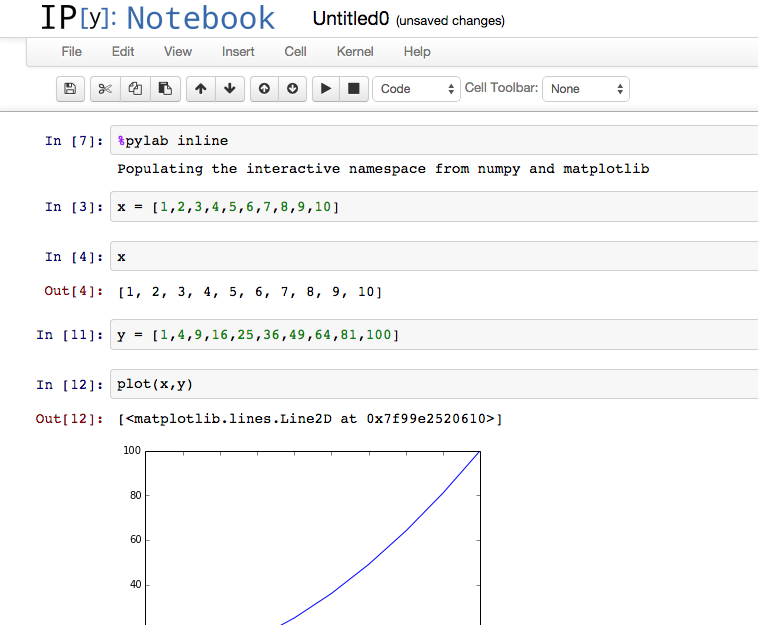 IP[y]: Notebook Untitled0 (unsaved changes)
File Edit View Insert Cell Kernel Help
Code Cell Toolbar: None
In [7]: %pylab inline
Populating the interactive namespace from numpy and matplotlib
In [3]: x = [1,2,3,4,5,6,7,8,9,10]
In [4]: x
Out[4]: [1, 2, 3, 4, 5, 6, 7, 8, 9, 10]
In [11]: y = [1,4,9,16,25,36,49,64,81,100]
In [12]: plot(x,y)
Out[12]: [<matplotlib.lines.Line2D at 0x7f99e2520610>]
100
80
60
40